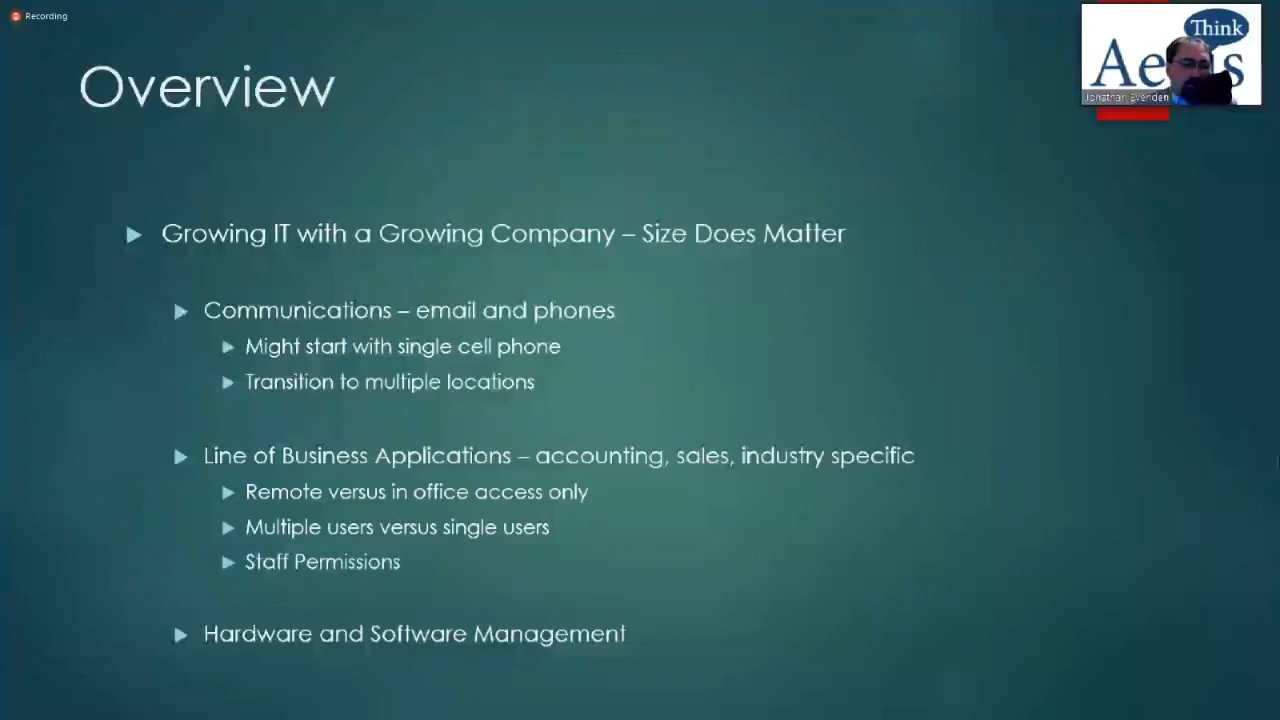 Recording
Think
Jonathan Evenden
Overview
Growing IT with a Growing Company – Size Does Matter
Communications – email and phones
Might start with single cell phone
Transition to multiple locations
Line of Business Applications – accounting, sales, industry specific
Remote versus in office access only
Multiple users versus single users
Staff Permissions
Hardware and Software Management